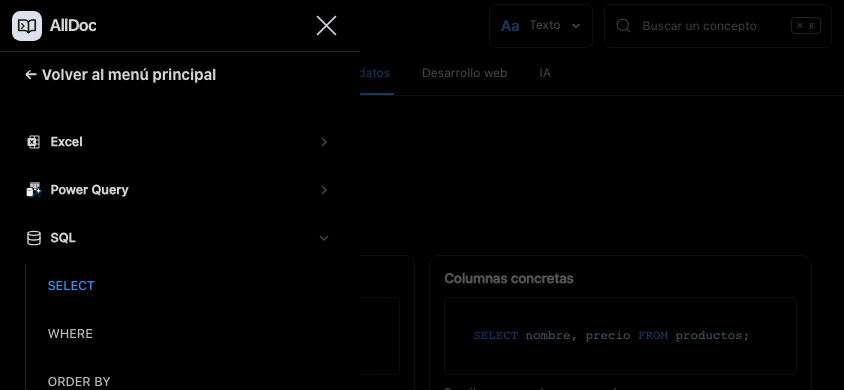 AllDoc
Aa Texto
Buscar un concepto
⌘ K
← Volver al menú principal
datos
Desarrollo web
IA
Excel
Power Query
SQL
SELECT
WHERE
ORDER BY
Columnas concretas
SELECT nombre, precio FROM productos;